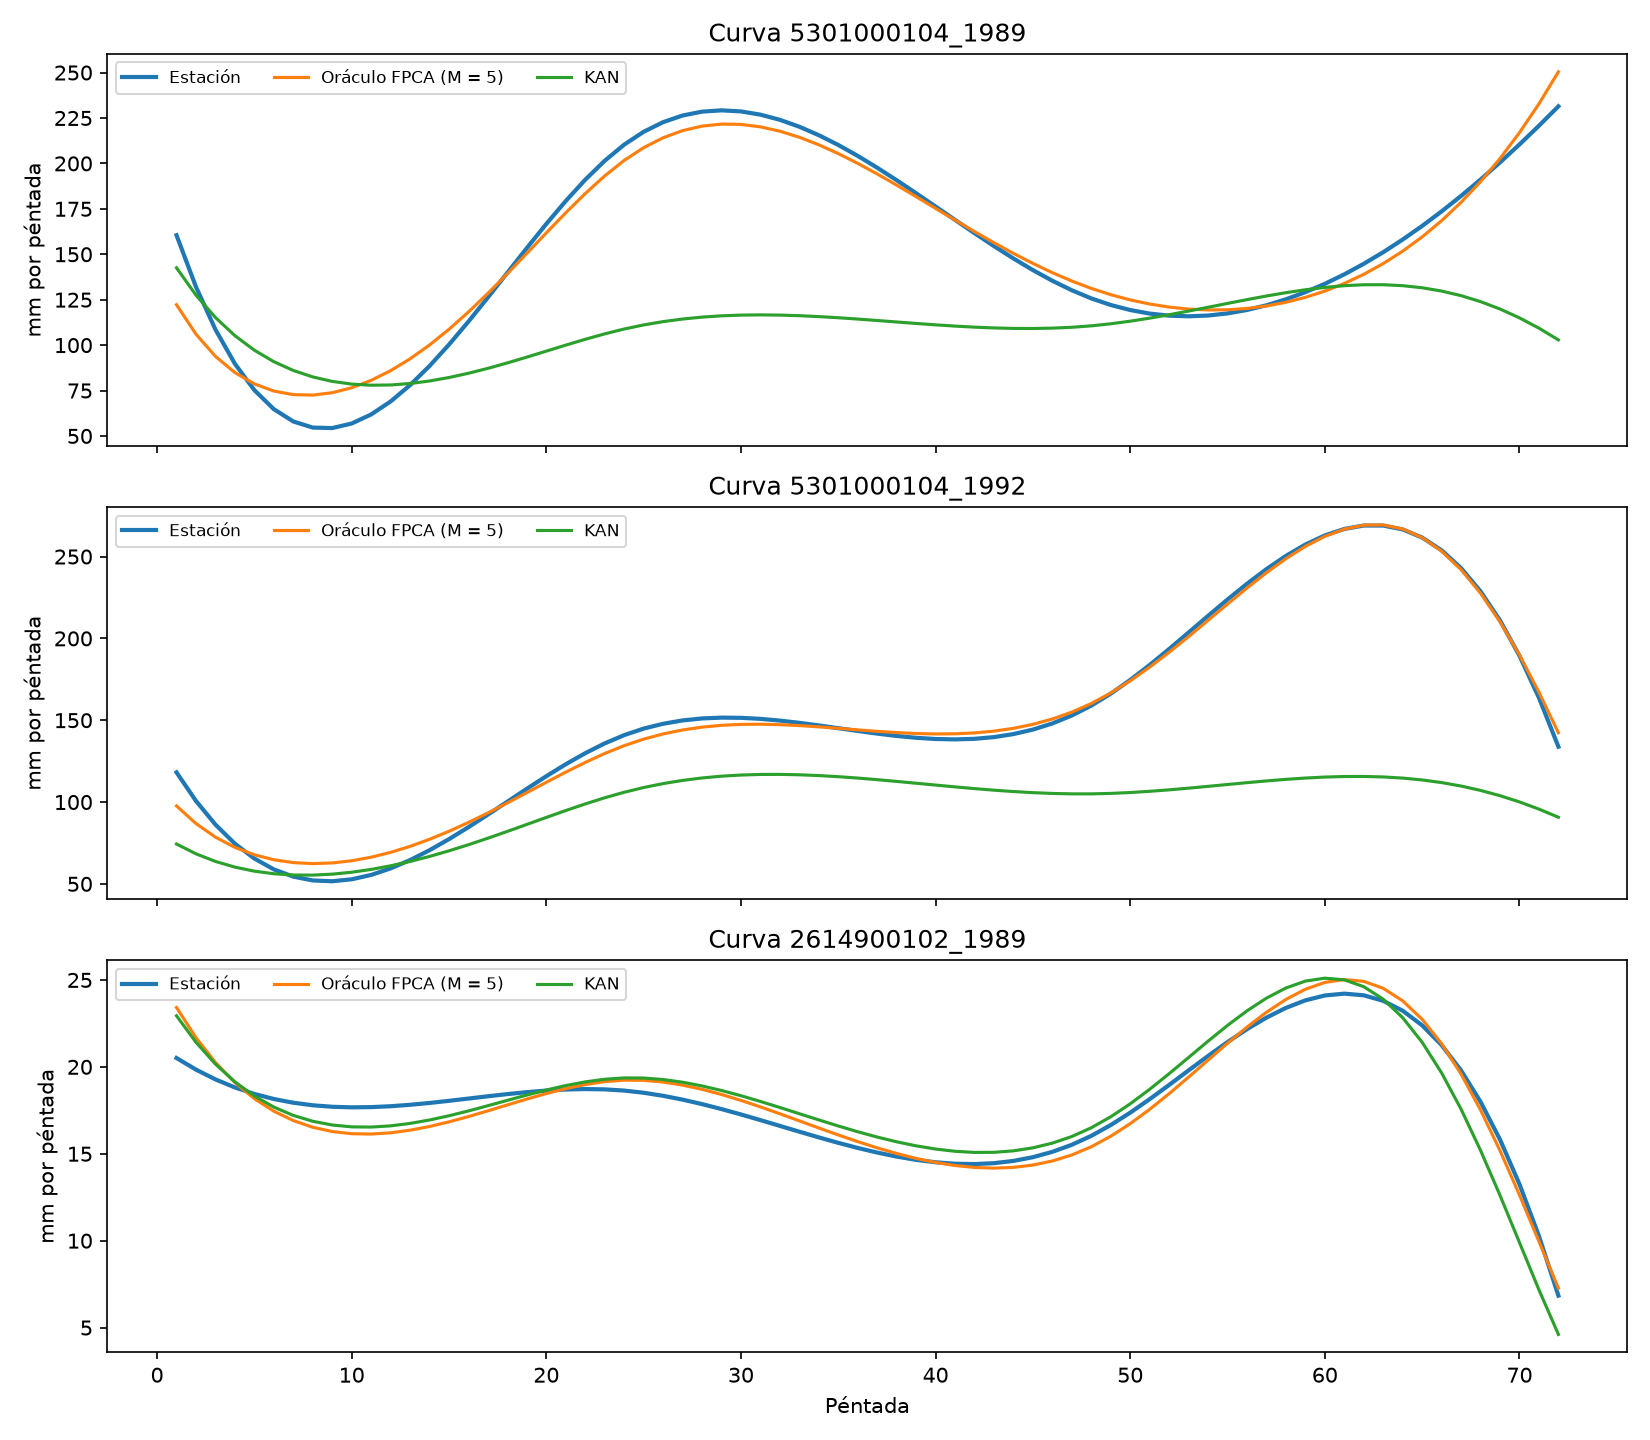 Curva 5301000104_1989
Estación Oráculo FPCA (M = 5) KAN
250
225
200
175
150
125
100
75
50
mm por péntada
Curva 5301000104_1992
Estación Oráculo FPCA (M = 5) KAN
250
200
150
100
50
mm por péntada
Curva 2614900102_1989
Estación Oráculo FPCA (M = 5) KAN
25
20
15
10
5
mm por péntada
0 10 20 30 40 50 60 70
Péntada